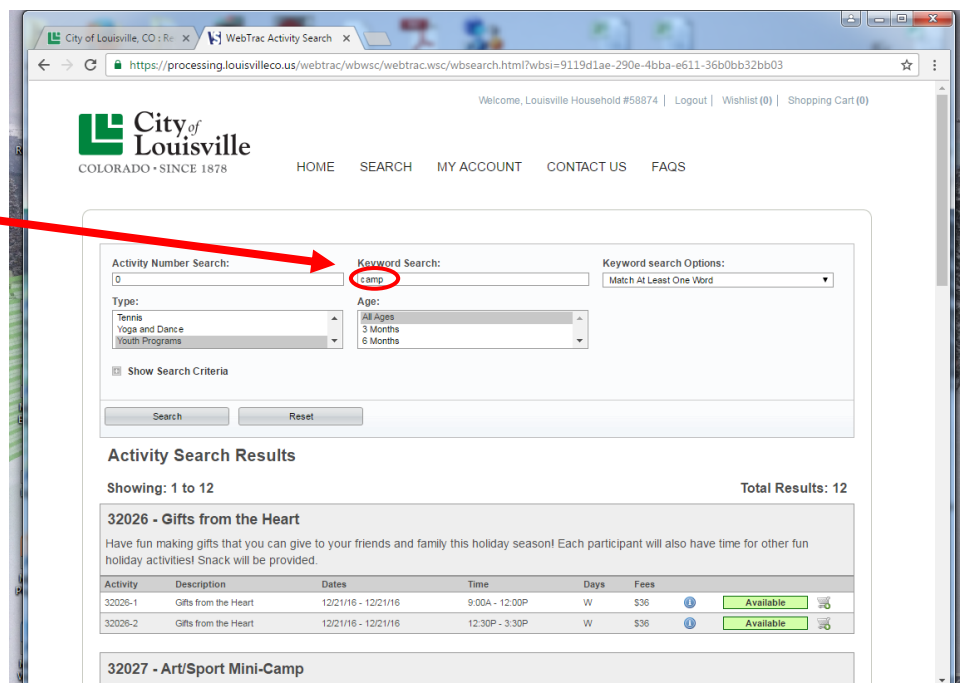 City of Louisville, CO : Re
WebTrac Activity Search
https://processing.louisvilleco.us/webtrac/wbwsc/webtrac.wsc/wbsearch.html?wbsi=9119d1ae-290e-4bba-e611-36b0bb32bb03
Welcome, Louisville Household #58874 | Logout | Wishlist (0) | Shopping Cart (0)
City of
Louisville
COLORADO • SINCE 1878
HOME SEARCH MY ACCOUNT CONTACT US FAQS
Activity Number Search: Keyword Search: Keyword search Options:
0 camp Match At Least One Word
Type: Age:
Tennis All Ages
Yoga and Dance 3 Months
Youth Programs 6 Months
Show Search Criteria
Search Reset
Activity Search Results
Showing: 1 to 12 Total Results: 12
32026 - Gifts from the Heart
Have fun making gifts that you can give to your friends and family this holiday season! Each participant will also have time for other fun
holiday activities! Snack will be provided.
Activity Description Dates Time Days Fees
32026-1 Gifts from the Heart 12/21/16 - 12/21/16 9:00A - 12:00P W $36 Available
32026-2 Gifts from the Heart 12/21/16 - 12/21/16 12:30P - 3:30P W $36 Available
32027 - Art/Sport Mini-Camp